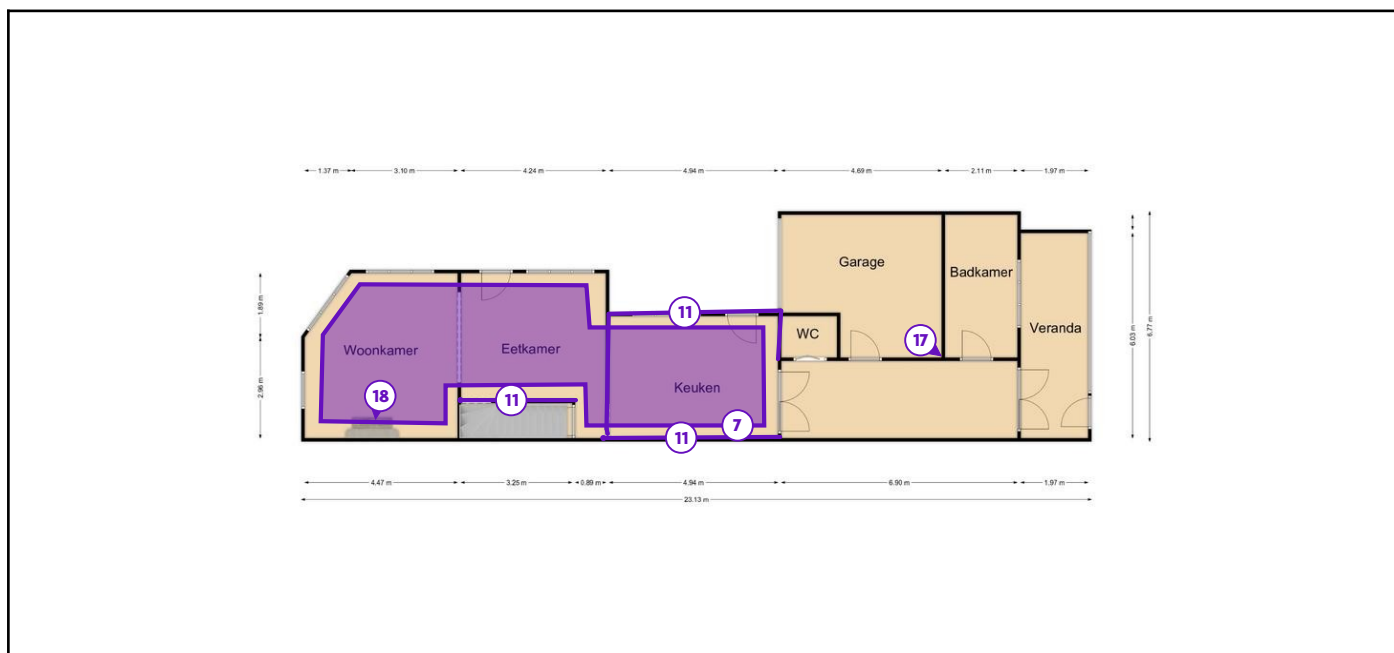 1.37 m 3.10 m 4.24 m 4.94 m 4.69 m 2.11 m 1.97 m
Garage
Badkamer
Veranda
WC
Woonkamer
Eetkamer
Keuken
11
17
18
11
7
11
1.89 m
2.96 m
6.03 m
6.77 m
4.47 m 3.25 m 0.89 m 4.94 m 6.90 m 1.97 m
23.13 m